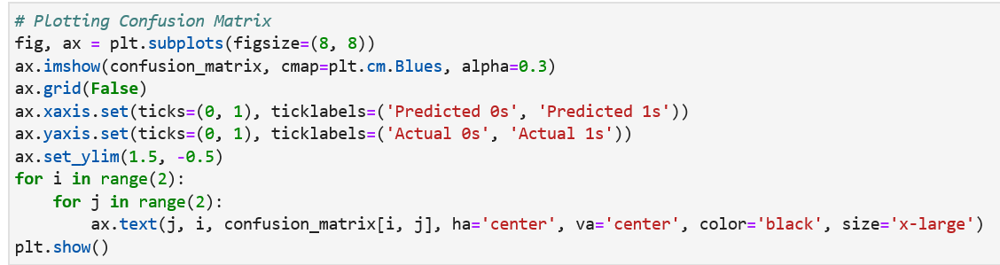 # Plotting Confusion Matrix
fig, ax = plt.subplots(figsize=(8, 8))
ax.imshow(confusion_matrix, cmap=plt.cm.Blues, alpha=0.3)
ax.grid(False)
ax.xaxis.set(ticks=(0, 1), ticklabels=('Predicted 0s', 'Predicted 1s'))
ax.yaxis.set(ticks=(0, 1), ticklabels=('Actual 0s', 'Actual 1s'))
ax.set_ylim(1.5, -0.5)
for i in range(2):
    for j in range(2):
        ax.text(j, i, confusion_matrix[i, j], ha='center', va='center', color='black', size='x-large')
plt.show()